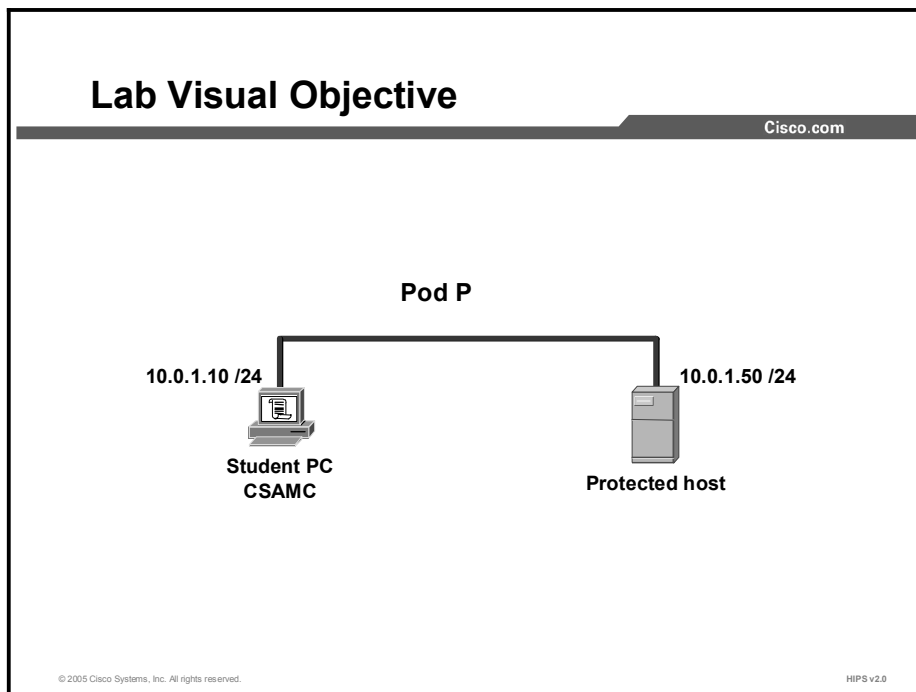 Lab Visual Objective
Cisco.com
Pod P
10.0.1.10 /24
10.0.1.50 /24
Student PC
CSAMC
Protected host
© 2005 Cisco Systems, Inc. All rights reserved.
HIPS v2.0